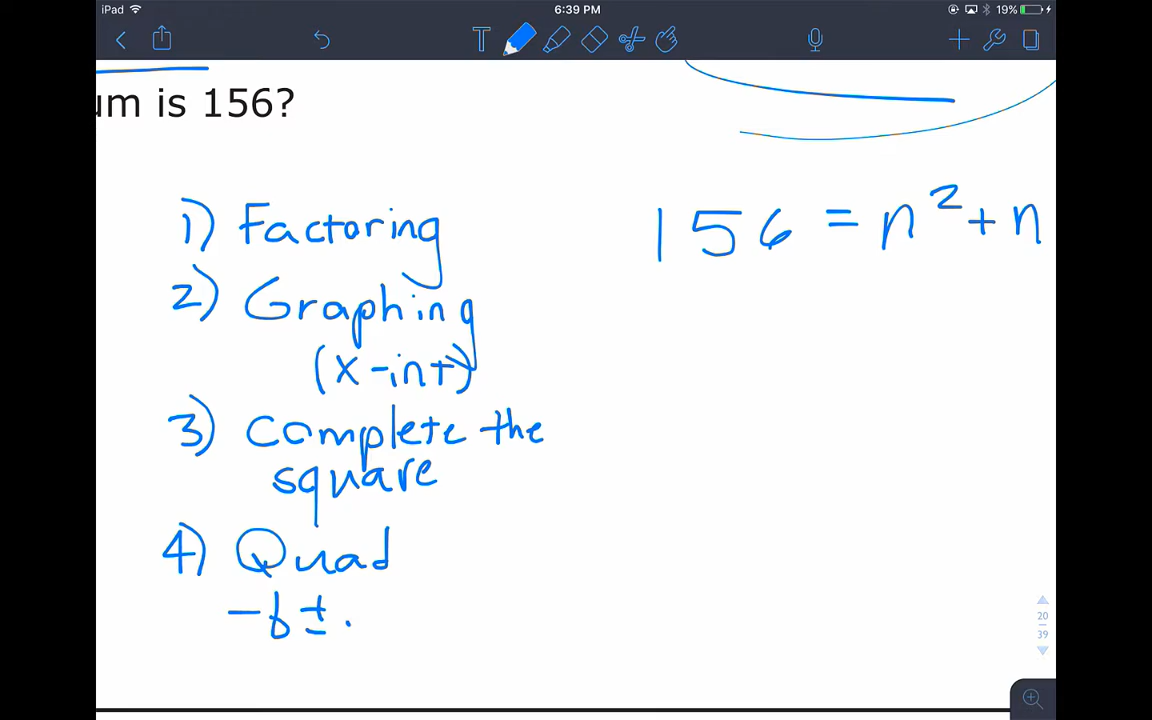 iPad 6:39 PM 19%
T
um is 156?
1) Factoring
156 = n² + n
2) Graphing
(x-int)
3) complete the
square
4) Quad
-b ± .
20
39